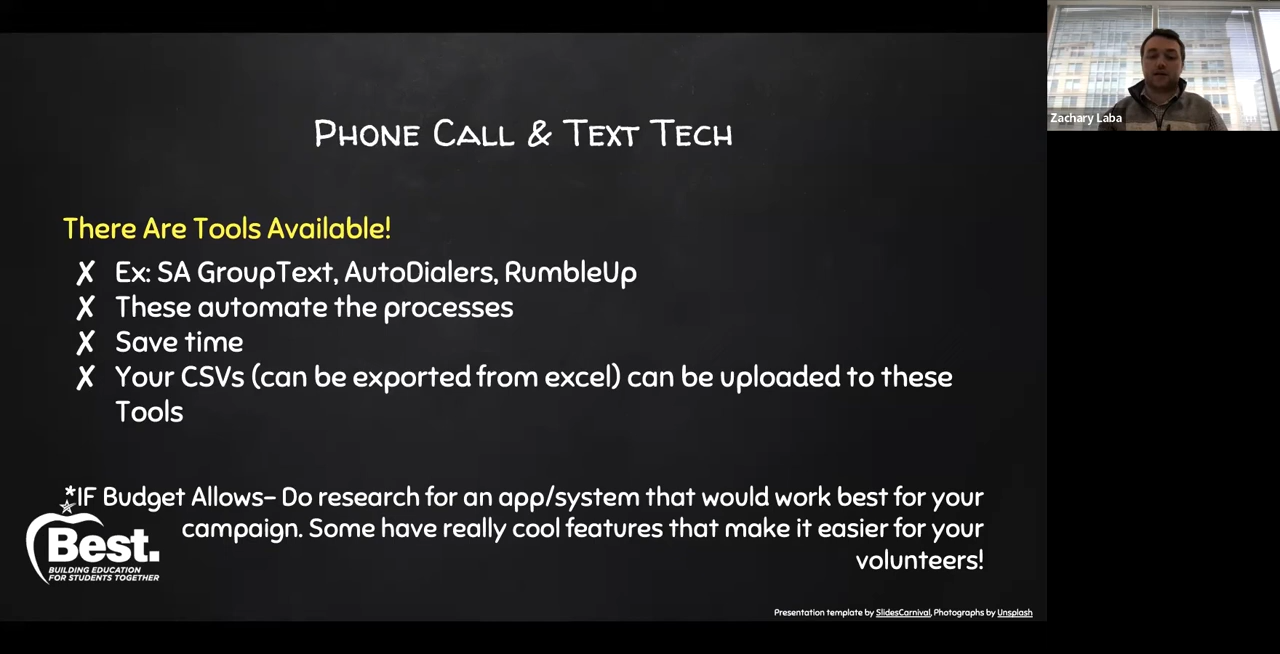 Phone Call & Text Tech
There Are Tools Available!
✗ Ex: SA GroupText, AutoDialers, RumbleUp
✗ These automate the processes
✗ Save time
✗ Your CSVs (can be exported from excel) can be uploaded to these
Tools
*IF Budget Allows- Do research for an app/system that would work best for your
campaign. Some have really cool features that make it easier for your
volunteers!
Best.
BUILDING EDUCATION
FOR STUDENTS TOGETHER
Presentation template by SlidesCarnival, Photographs by Unsplash
Zachary Laba